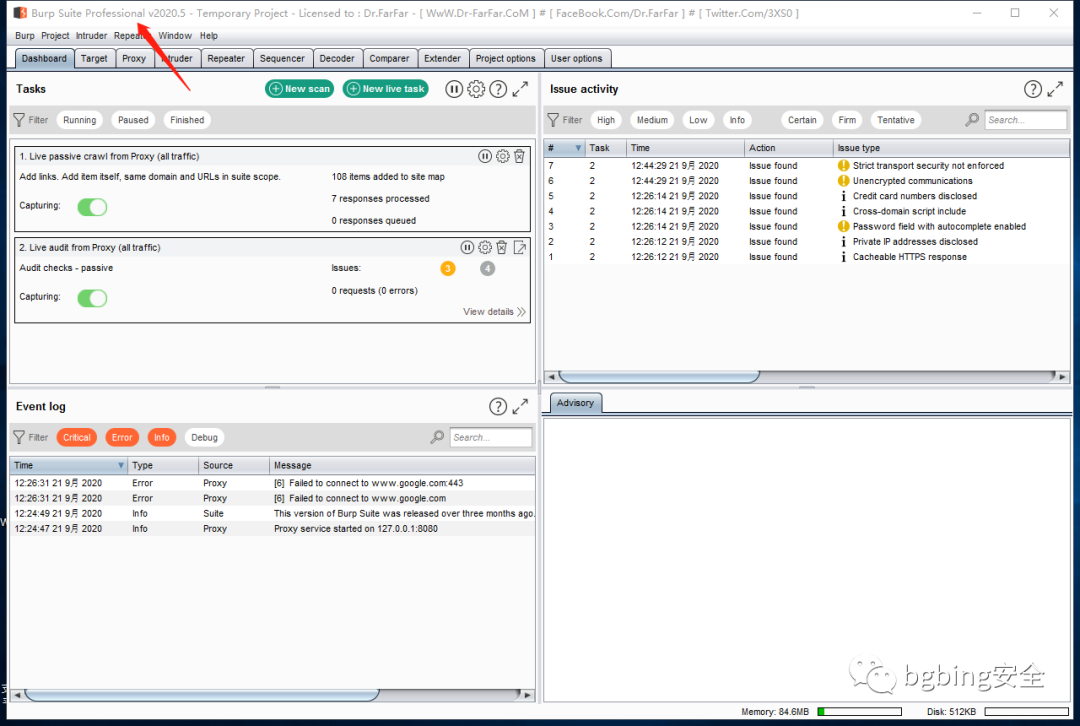 Burp Suite Professional v2020.5 - Temporary Project - Licensed to : Dr.FarFar - [ WwW.Dr-FarFar.CoM ] # [ FaceBook.Com/Dr.FarFar ] # [ Twitter.Com/3XS0 ]
Burp Project Intruder Window Help
Dashboard Target Proxy Repeater Sequencer Decoder Comparer Extender Project options User options
Tasks
New scan New live task
Filter Running Paused Finished
1. Live passive crawl from Proxy (all traffic)
Add links. Add item itself, same domain and URLs in suite scope.
108 items added to site map
Capturing:
7 responses processed
0 responses queued
2. Live audit from Proxy (all traffic)
Audit checks - passive
Issues: 3 4
Capturing:
0 requests (0 errors)
View details
Issue activity
Filter High Medium Low Info Certain Firm Tentative Search...
# Task Time Action Issue type
7 2 12:44:29 21 9月 2020 Issue found Strict transport security not enforced
6 2 12:44:29 21 9月 2020 Issue found Unencrypted communications
5 2 12:26:14 21 9月 2020 Issue found Credit card numbers disclosed
4 2 12:26:14 21 9月 2020 Issue found Cross-domain script include
3 2 12:26:14 21 9月 2020 Issue found Password field with autocomplete enabled
2 2 12:26:12 21 9月 2020 Issue found Private IP addresses disclosed
1 2 12:26:12 21 9月 2020 Issue found Cacheable HTTPS response
Event log
Filter Critical Error Info Debug Search...
Time Type Source Message
12:26:31 21 9月 2020 Error Proxy [6] Failed to connect to www.google.com:443
12:26:31 21 9月 2020 Error Proxy [6] Failed to connect to www.google.com
12:24:49 21 9月 2020 Info Suite This version of Burp Suite was released over three months ago.
12:24:47 21 9月 2020 Info Proxy Proxy service started on 127.0.0.1:8080
Advisory
bgbing安全
Memory: 84.6MB Disk: 512KB